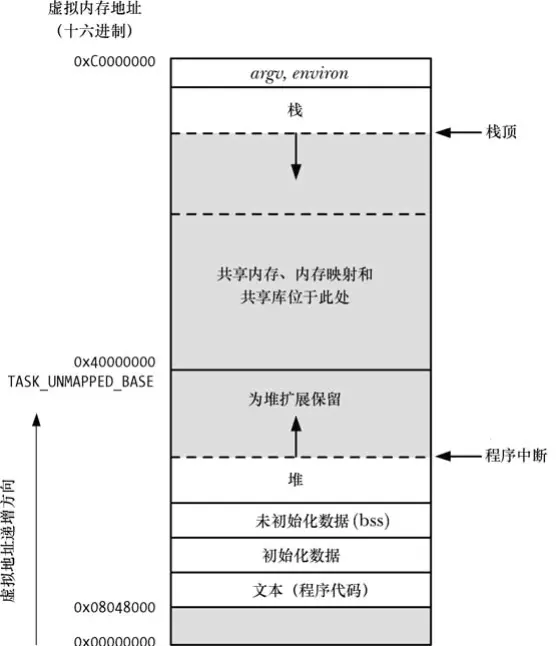 虚拟内存地址
(十六进制)
0xC0000000
argv, environ
栈
栈顶
共享内存、内存映射和
共享库位于此处
0x40000000
TASK_UNMAPPED_BASE
为堆扩展保留
程序中断
堆
未初始化数据(bss)
初始化数据
文本（程序代码）
0x08048000
0x00000000
虚拟地址递增方向